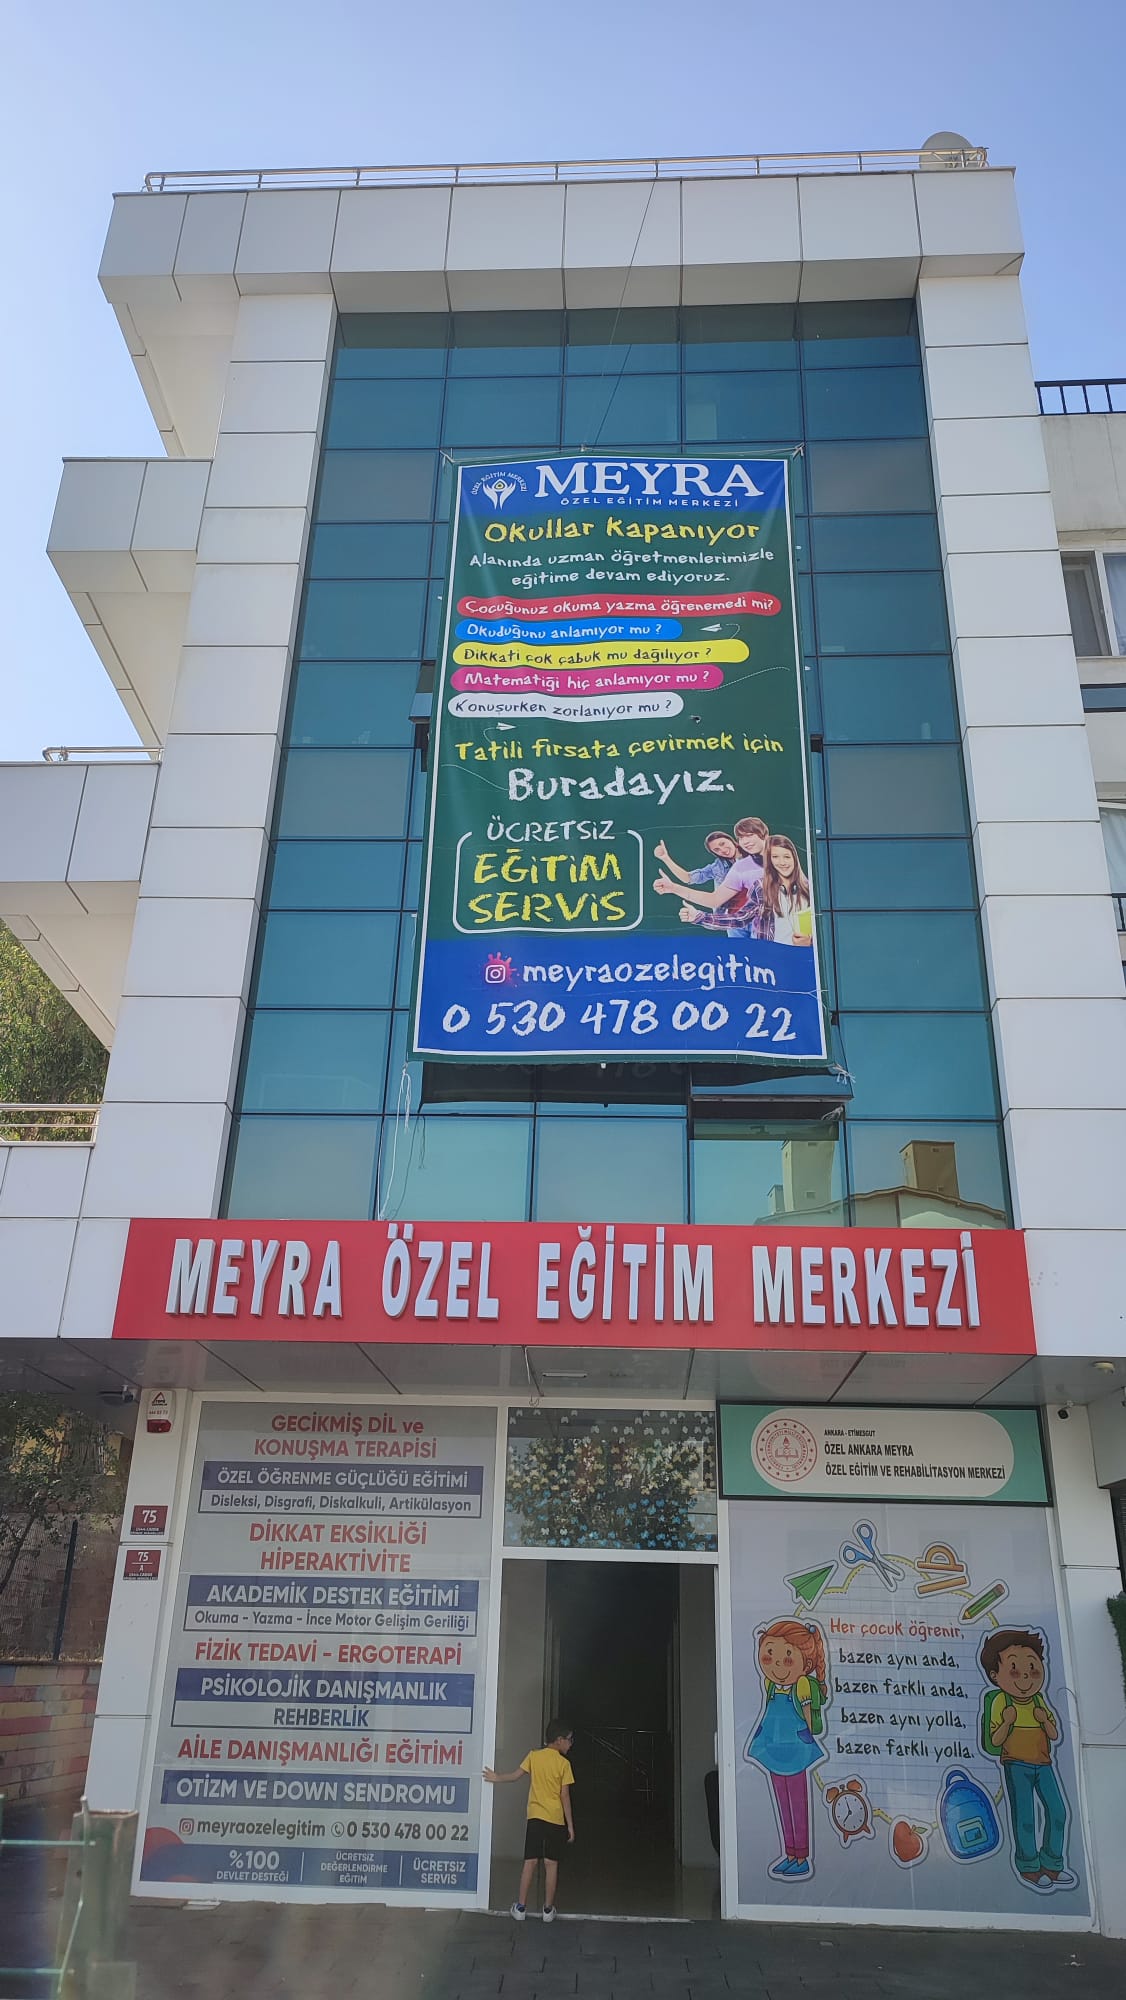 ÖZEL EĞİTİM MERKEZİ
MEYRA
ÖZEL EĞİTİM MERKEZİ
Okullar Kapanıyor
Alanında uzman öğretmenlerimizle
eğitime devam ediyoruz.
Çocuğunuz okuma yazma öğrenemedi mi?
Okuduğunu anlamıyor mu ?
Dikkati çok çabuk mu dağılıyor ?
Matematiği hiç anlamıyor mu ?
Konuşurken zorlanıyor mu ?
Tatili fırsata çevirmek için
Buradayız.
ÜCRETSİZ
EĞİTİM
SERVİS
meyraozelegitim
0 530 478 00 22
MEYRA ÖZEL EĞİTİM MERKEZİ
GECİKMİŞ DİL ve
KONUŞMA TERAPİSİ
ÖZEL ÖĞRENME GÜÇLÜĞÜ EĞİTİMİ
Disleksi, Disgrafi, Diskalkuli, Artikülasyon
DİKKAT EKSİKLİĞİ
HİPERAKTİVİTE
AKADEMİK DESTEK EĞİTİMİ
Okuma - Yazma - İnce Motor Gelişim Geriliği
FİZİK TEDAVİ - ERGOTERAPİ
PSİKOLOJİK DANIŞMANLIK
REHBERLİK
AİLE DANIŞMANLIĞI EĞİTİMİ
OTİZM VE DOWN SENDROMU
meyraozelegitim 0 530 478 00 22
%100
DEVLET DESTEĞİ
ÜCRETSİZ
DEĞERLENDİRME
EĞİTİM
ÜCRETSİZ
SERVİS
75
75
A
ANKARA - ETİMESGUT
ÖZEL ANKARA MEYRA
ÖZEL EĞİTİM VE REHABİLİTASYON MERKEZİ
Her çocuk öğrenir,
bazen aynı anda,
bazen farklı anda,
bazen aynı yolla,
bazen farklı yolla.